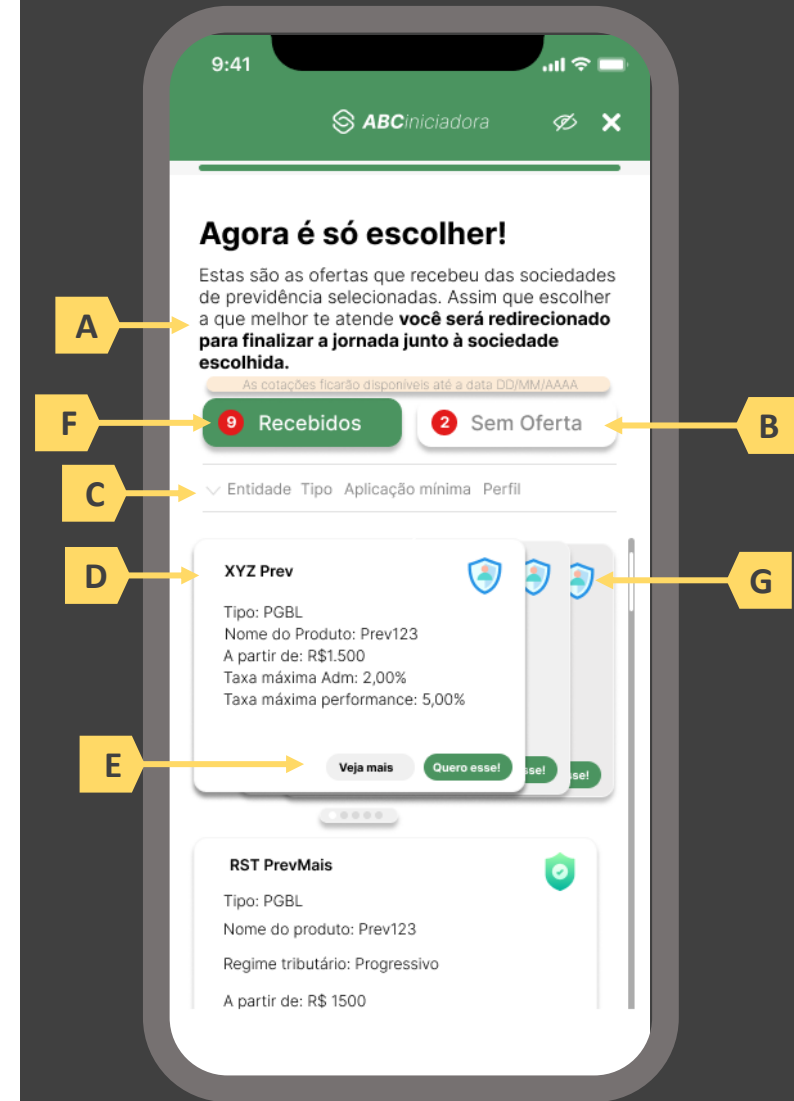 9:41
ABCiniciadora
Agora é só escolher!
Estas são as ofertas que recebeu das sociedades
de previdência selecionadas. Assim que escolher
a que melhor te atende você será redirecionado
para finalizar a jornada junto à sociedade
escolhida.
A
As cotações ficarão disponíveis até a data DD/MM/AAAA
F
9 Recebidos
2 Sem Oferta
B
C
Entidade Tipo Aplicação mínima Perfil
D
XYZ Prev
G
Tipo: PGBL
Nome do Produto: Prev123
A partir de: R$1.500
Taxa máxima Adm: 2,00%
Taxa máxima performance: 5,00%
E
Veja mais
Quero esse!
sse!
se!
RST PrevMais
Tipo: PGBL
Nome do produto: Prev123
Regime tributário: Progressivo
A partir de: R$ 1500